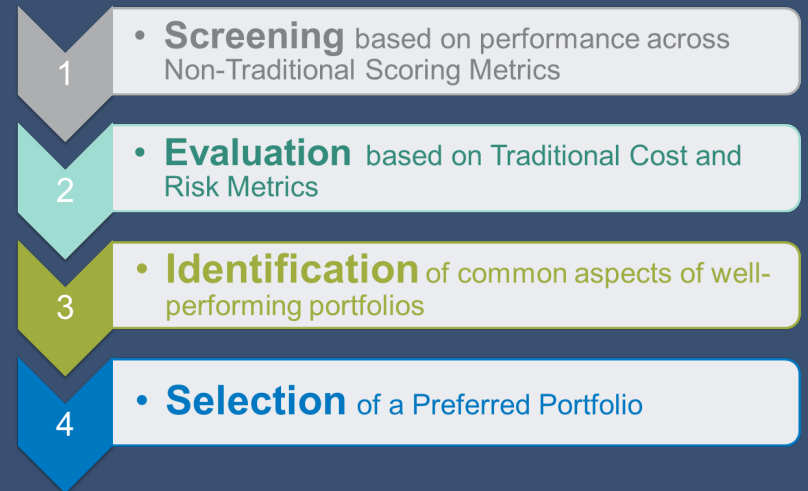 1
• Screening based on performance across
Non-Traditional Scoring Metrics
2
• Evaluation based on Traditional Cost and
Risk Metrics
3
• Identification of common aspects of well-
performing portfolios
4
• Selection of a Preferred Portfolio